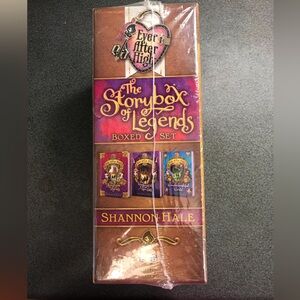 Ever
After
High
The
Storybox
of Legends
BOXED SET
SHANNON HALE